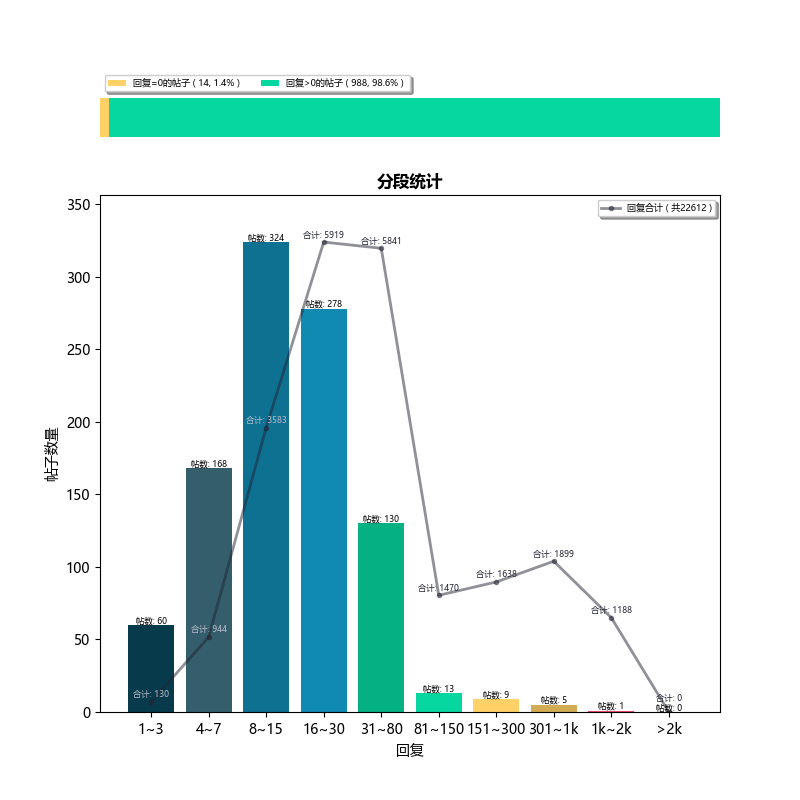 回复=0的帖子 ( 14, 1.4% ) 回复>0的帖子 ( 988, 98.6% )
分段统计
回复合计 ( 共22612 )
350
300
250
200
150
100
50
0
帖子数量
帖数: 324
合计: 5919
合计: 5841
帖数: 278
合计: 3583
帖数: 168
帖数: 130
合计: 1899
合计: 1638
合计: 1470
合计: 1188
帖数: 60
合计: 944
合计: 130
帖数: 13
帖数: 9
帖数: 5
帖数: 1
合计: 0
帖数: 0
1~3 4~7 8~15 16~30 31~80 81~150 151~300 301~1k 1k~2k >2k
回复